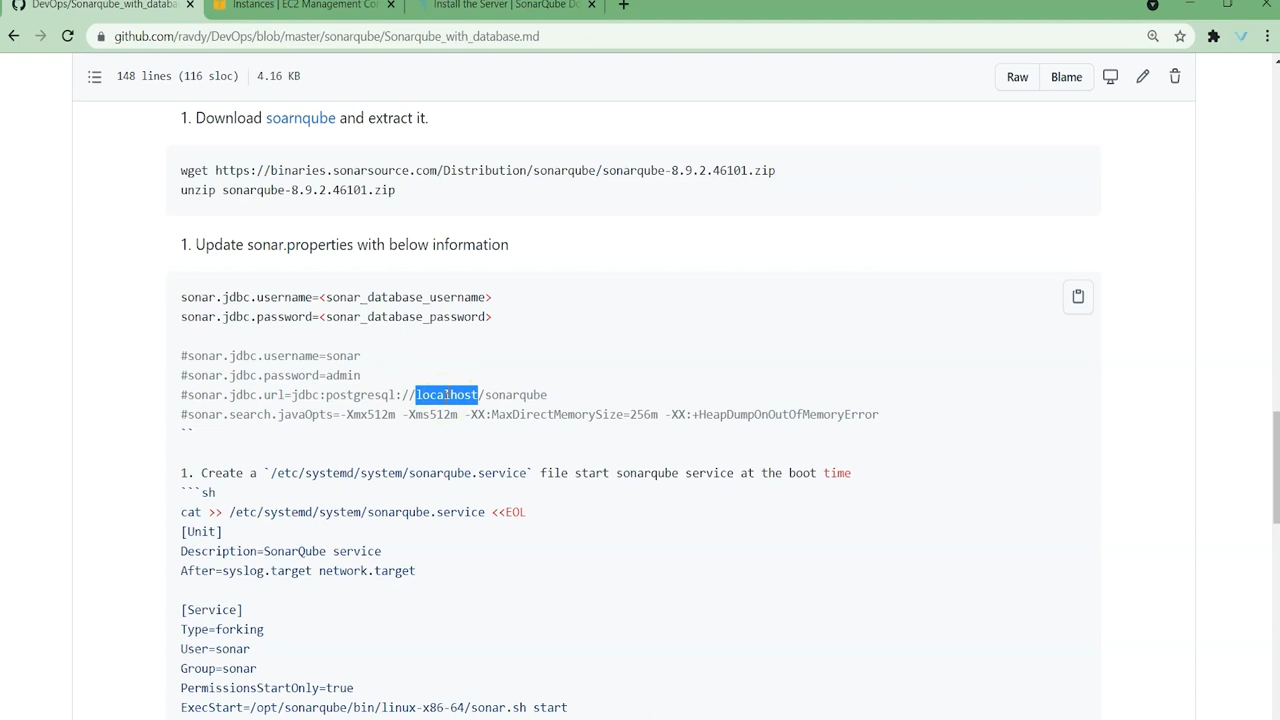 DevOps/Sonarqube_with_databa
Instances | EC2 Management Co
Install the Server | SonarQube Do
github.com/ravdy/DevOps/blob/master/sonarqube/Sonarqube_with_database.md
148 lines (116 sloc) 4.16 KB
Raw Blame
1. Download soarnqube and extract it.
wget https://binaries.sonarsource.com/Distribution/sonarqube/sonarqube-8.9.2.46101.zip
unzip sonarqube-8.9.2.46101.zip
1. Update sonar.properties with below information
sonar.jdbc.username=<sonar_database_username>
sonar.jdbc.password=<sonar_database_password>
#sonar.jdbc.username=sonar
#sonar.jdbc.password=admin
#sonar.jdbc.url=jdbc:postgresql://localhost/sonarqube
#sonar.search.javaOpts=-Xmx512m -Xms512m -XX:MaxDirectMemorySize=256m -XX:+HeapDumpOnOutOfMemoryError
``
1. Create a `/etc/systemd/system/sonarqube.service` file start sonarqube service at the boot time
```sh
cat >> /etc/systemd/system/sonarqube.service <<EOL
[Unit]
Description=SonarQube service
After=syslog.target network.target
[Service]
Type=forking
User=sonar
Group=sonar
PermissionsStartOnly=true
ExecStart=/opt/sonarqube/bin/linux-x86-64/sonar.sh start